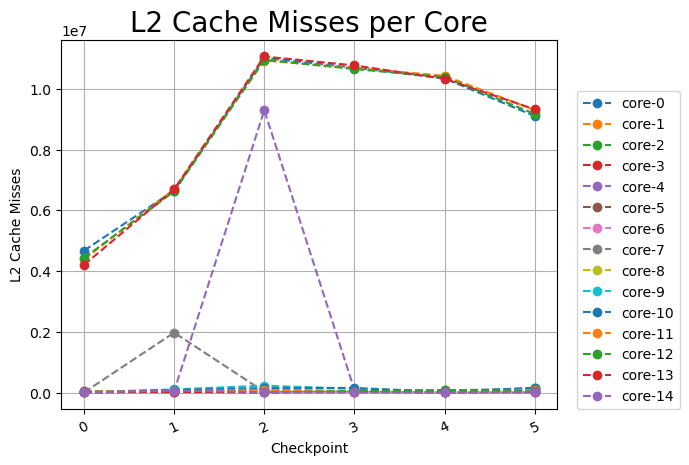 L2 Cache Misses per Core
1e7
L2 Cache Misses
1.0
0.8
0.6
0.4
0.2
0.0
0 1 2 3 4 5
Checkpoint
core-0
core-1
core-2
core-3
core-4
core-5
core-6
core-7
core-8
core-9
core-10
core-11
core-12
core-13
core-14